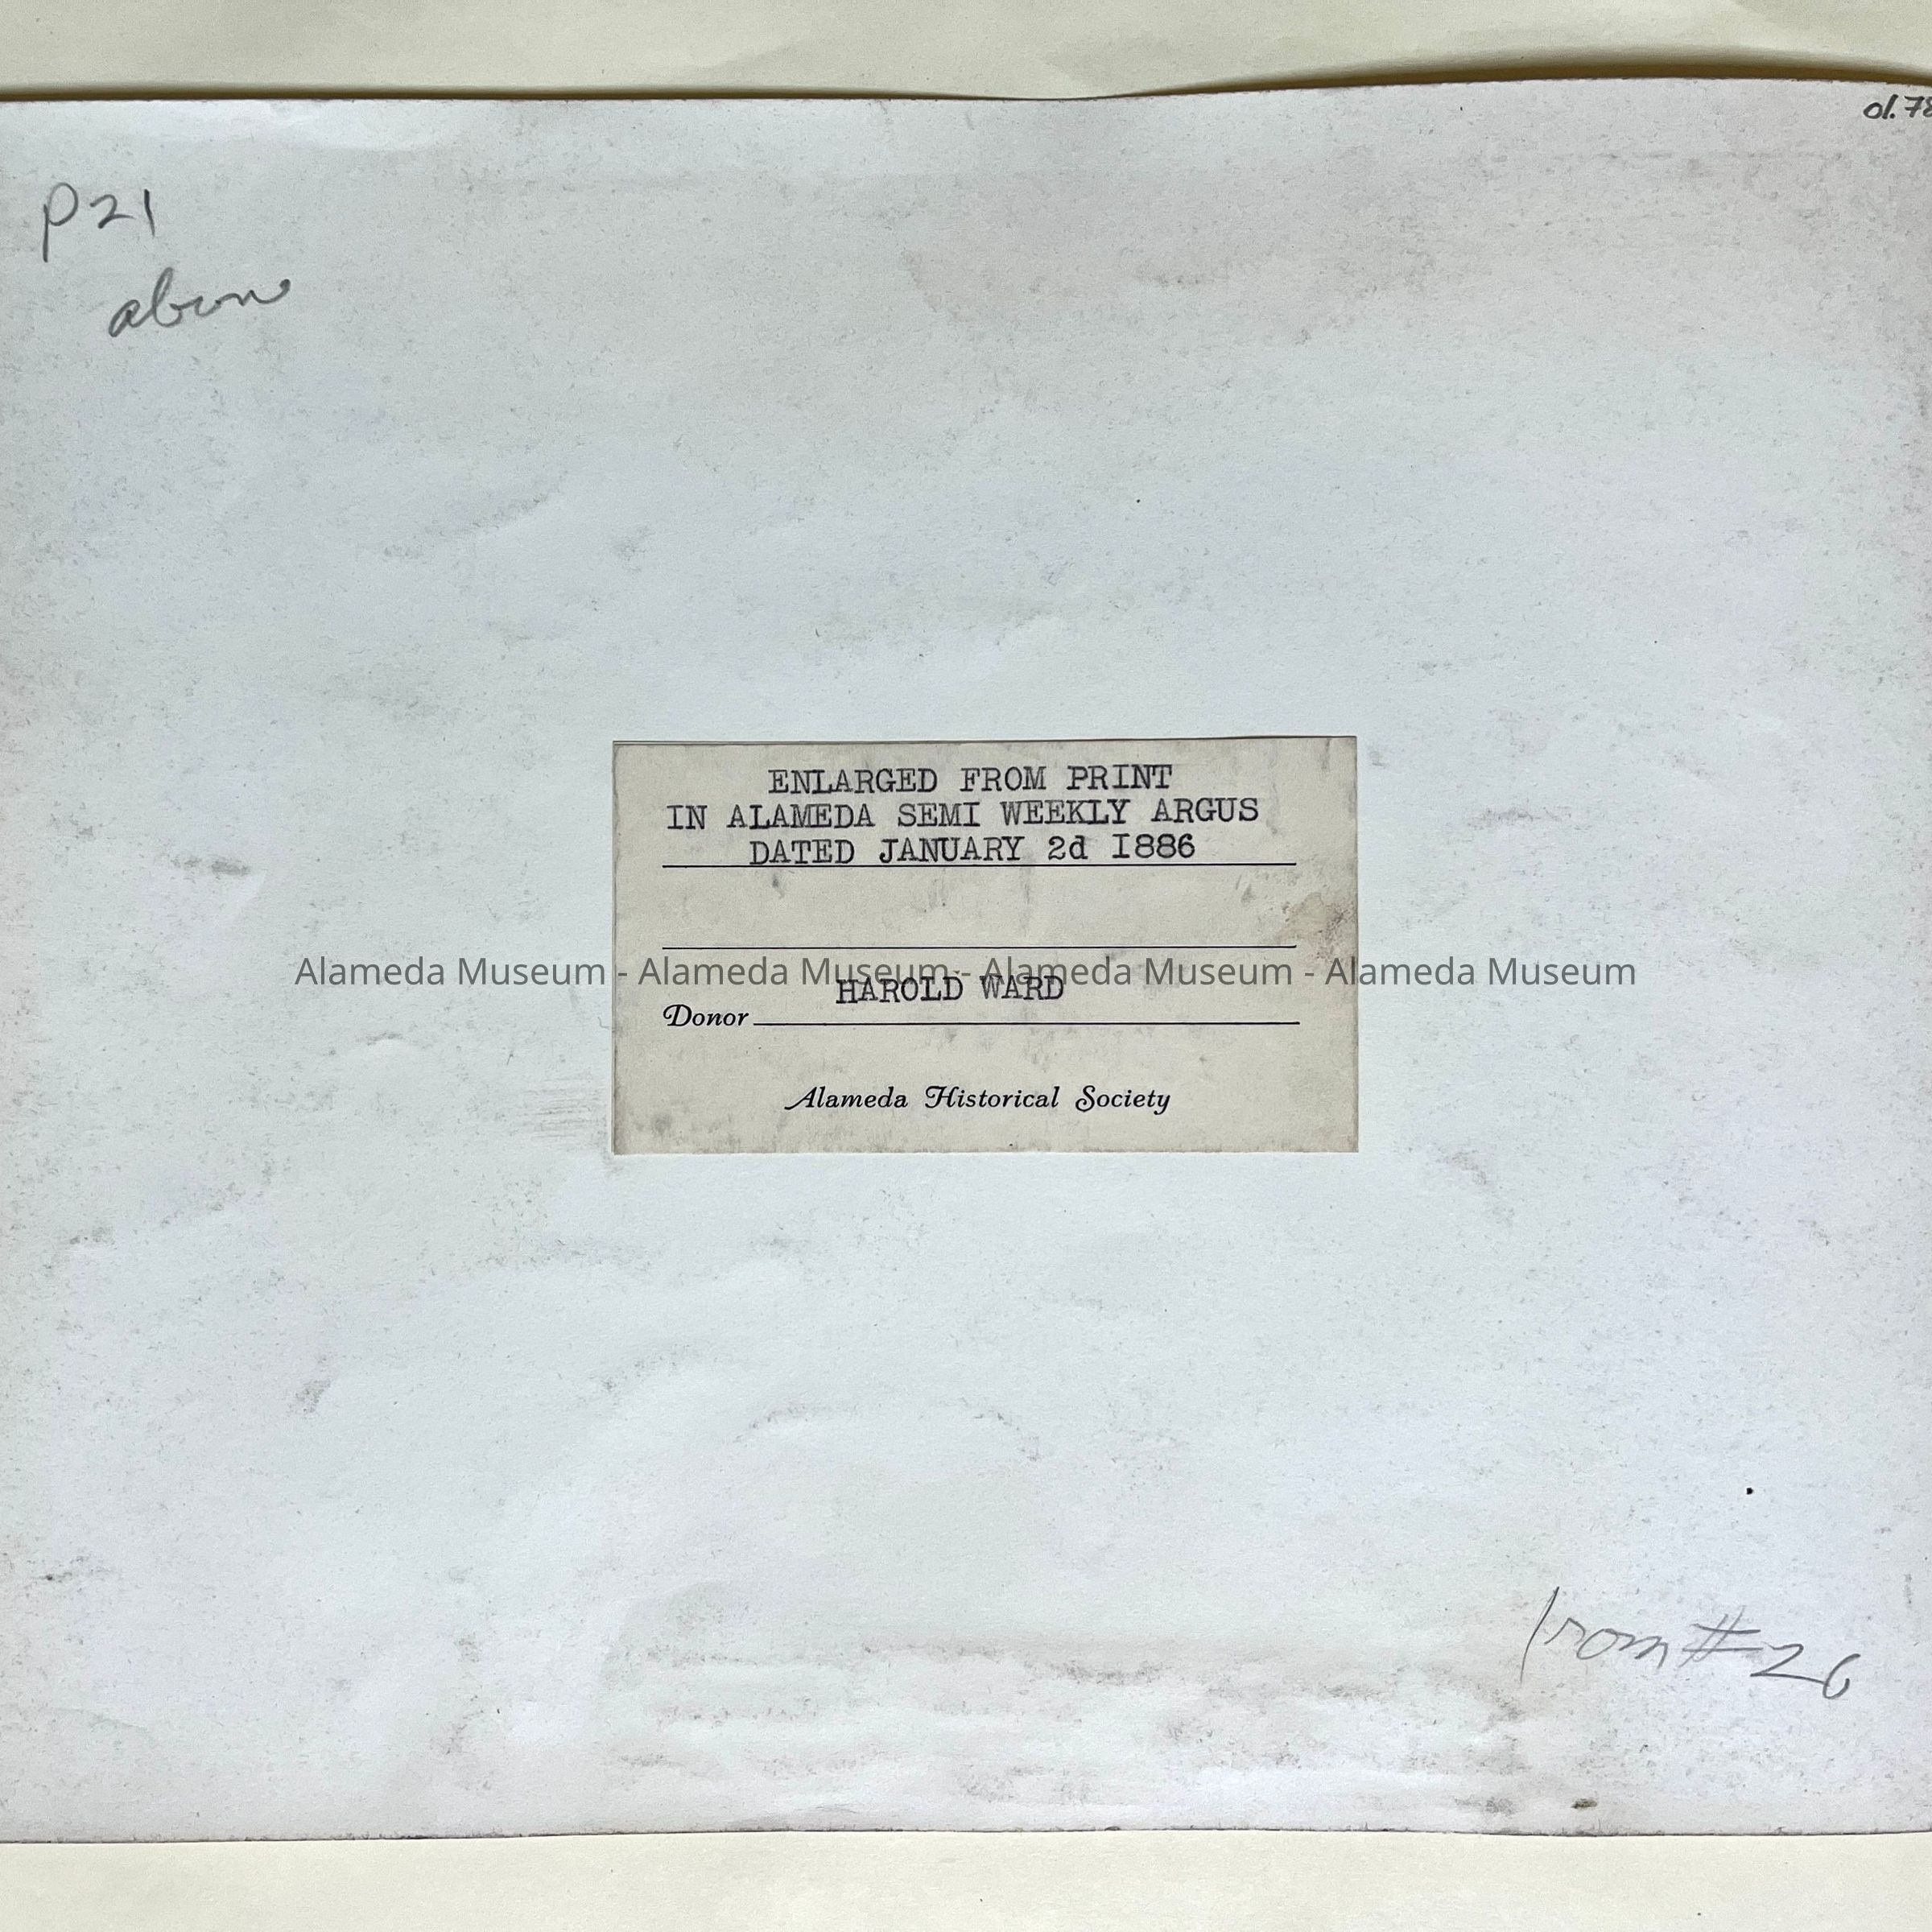 ol.78
P21
above
ENLARGED FROM PRINT
IN ALAMEDA SEMI WEEKLY ARGUS
DATED JANUARY 2d I886
Alameda Museum - Alameda Museum - Alameda Museum - Alameda Museum
HAROLD WARD
Donor
Alameda Historical Society
from #26